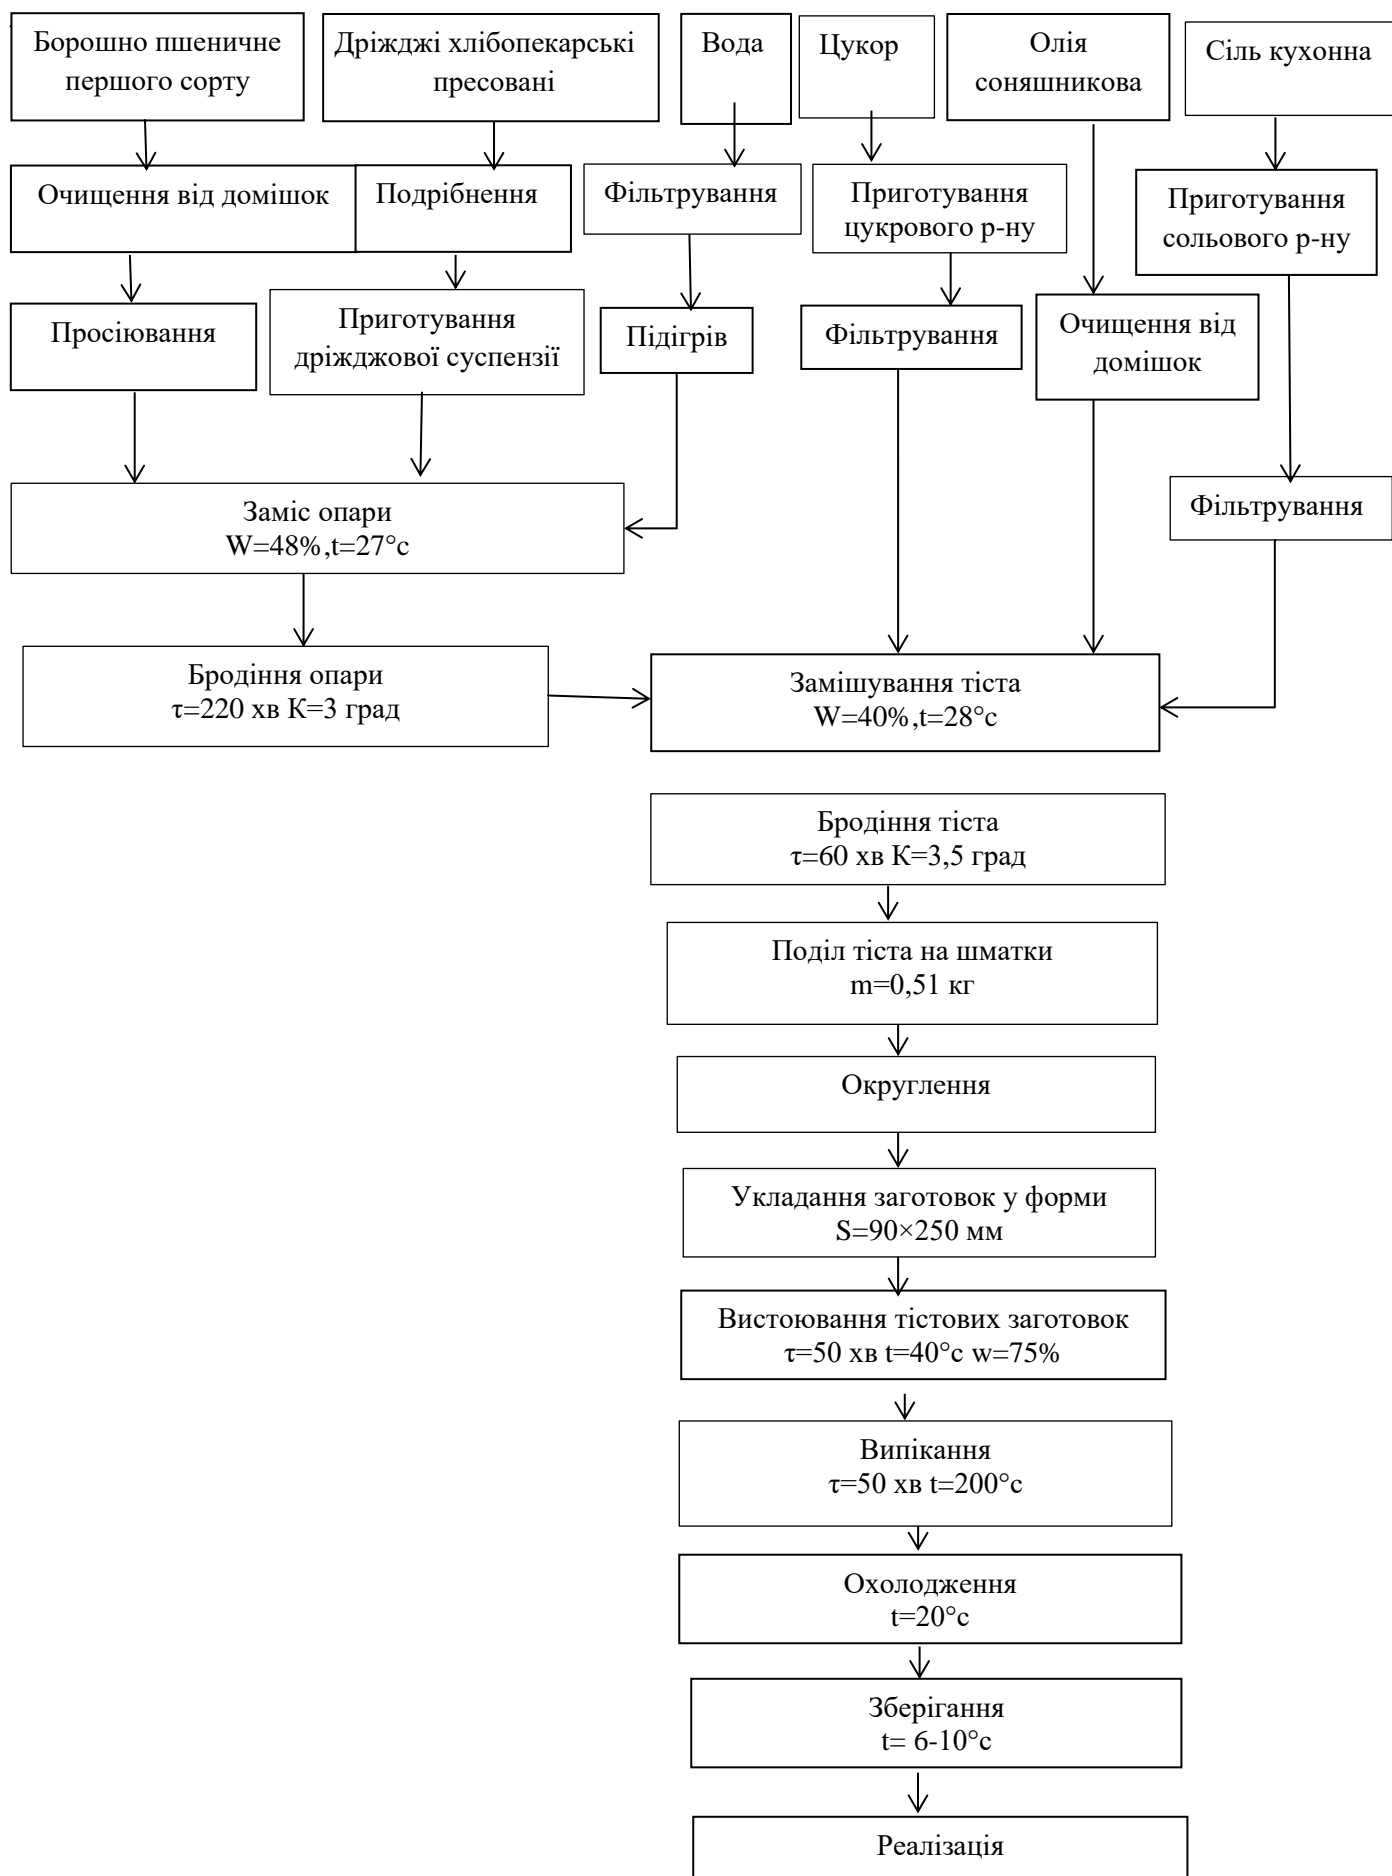 Борошно пшеничне
першого сорту
Дріжджі хлібопекарські
пресовані
Вода
Цукор
Олія
соняшникова
Сіль кухонна
Очищення від домішок
Подрібнення
Фільтрування
Приготування
цукрового р-ну
Приготування
сольового р-ну
Просіювання
Приготування
дріжджової суспензії
Підігрів
Фільтрування
Очищення від
домішок
Заміс опари
W=48%,t=27°с
Фільтрування
Бродіння опари
τ=220 хв К=3 град
Замішування тіста
W=40%,t=28°с
Бродіння тіста
τ=60 хв К=3,5 град
Поділ тіста на шматки
m=0,51 кг
Округлення
Укладання заготовок у форми
S=90×250 мм
Вистоювання тістових заготовок
τ=50 хв t=40°с w=75%
Випікання
τ=50 хв t=200°с
Охолодження
t=20°с
Зберігання
t= 6-10°с
Реалізація